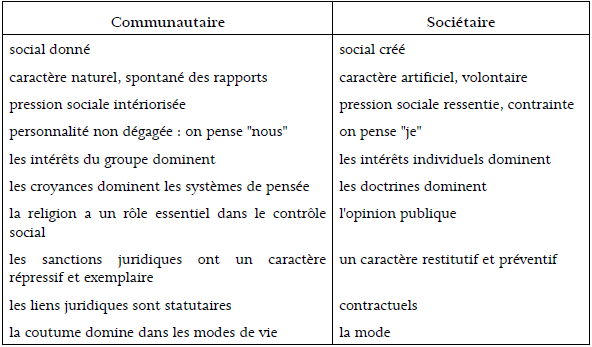 Communautaire Sociétaire
social donné social créé
caractère naturel, spontané des rapports caractère artificiel, volontaire
pression sociale intériorisée pression sociale ressentie, contrainte
personnalité non dégagée : on pense "nous" on pense "je"
les intérêts du groupe dominent les intérêts individuels dominent
les croyances dominent les systèmes de pensée les doctrines dominent
la religion a un rôle essentiel dans le contrôle l'opinion publique
social
les sanctions juridiques ont un caractère un caractère restitutif et préventif
répressif et exemplaire
les liens juridiques sont statutaires contractuels
la coutume domine dans les modes de vie la mode